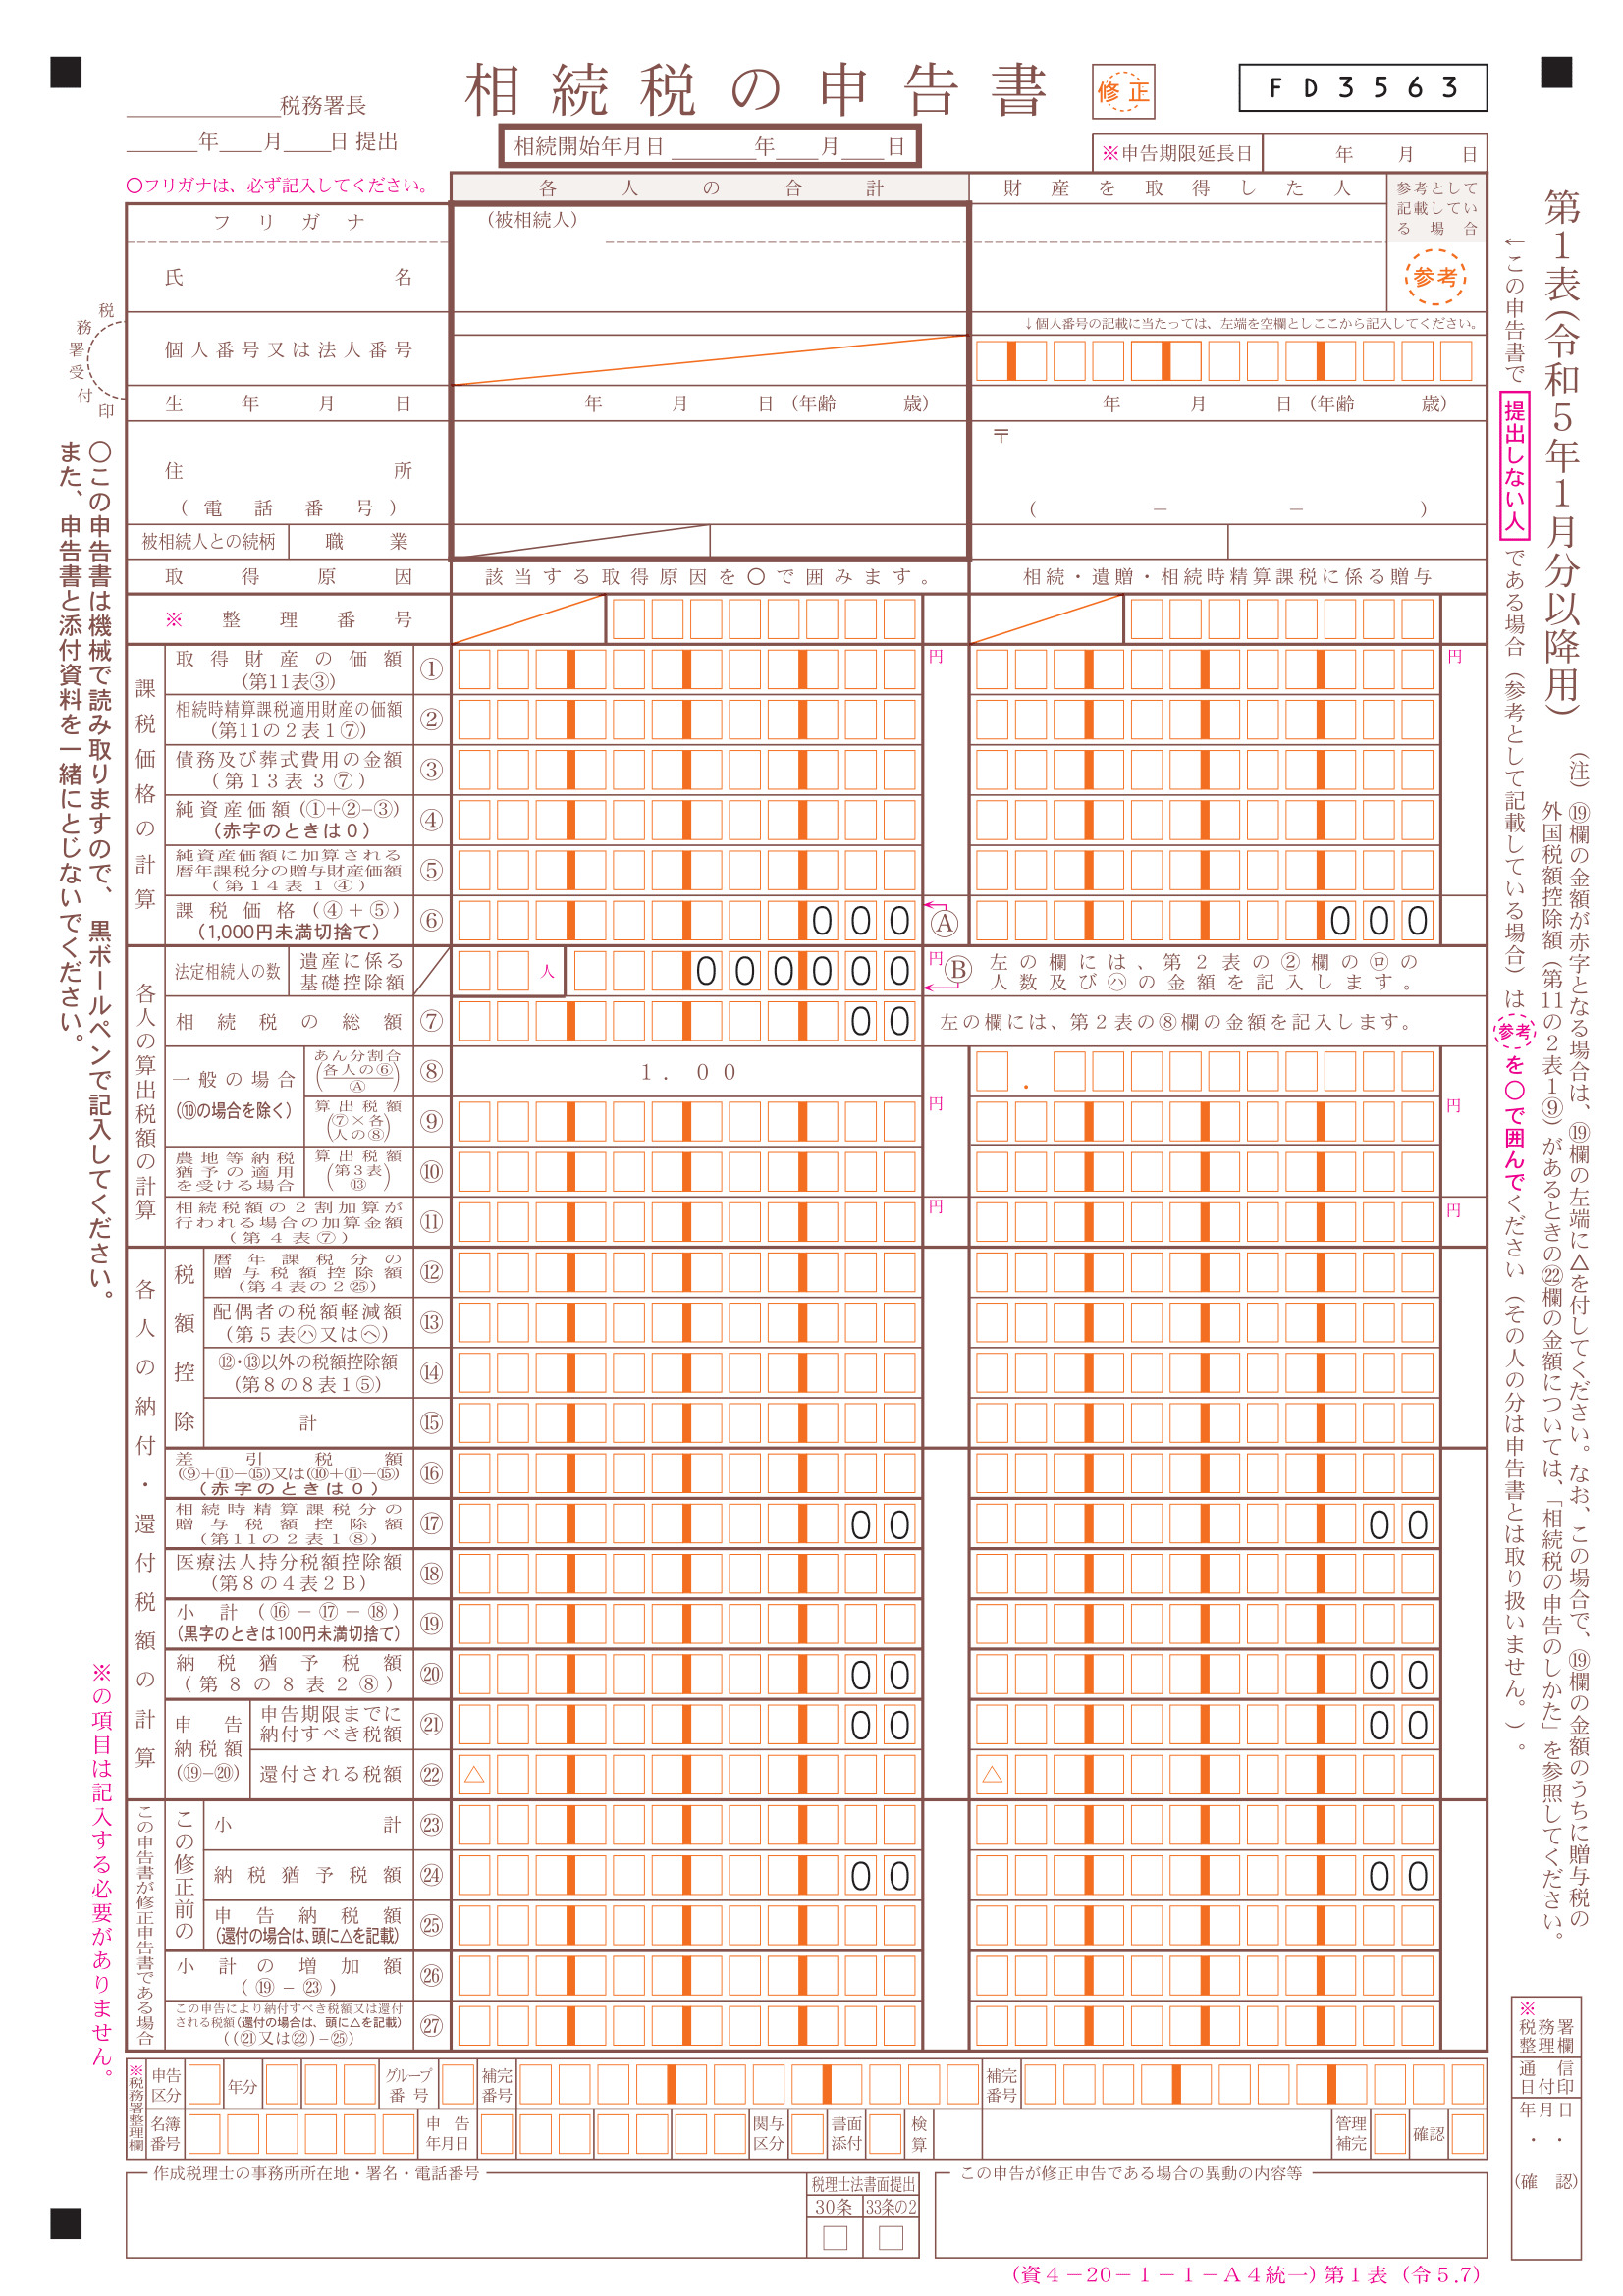 相続税の申告書
修正
FD3563
税務署長
年 月 日 提出
相続開始年月日 年 月 日
※申告期限延長日 年 月 日
〇フリガナは、必ず記入してください。
各人の合計
財産を取得した人
参考として
記載してい
る場合
参考
フリガナ
(被相続人)
氏名
↓個人番号の記載に当たっては、左端を空欄としここから記入してください。
個人番号又は法人番号
生年月日
年 月 日 (年齢 歳)
年 月 日 (年齢 歳)
住所
(電話番号)
〒
( － － )
被相続人との続柄 職業
取得原因
該当する取得原因を〇で囲みます。
相続・遺贈・相続時精算課税に係る贈与
※ 整理番号
課税価格の計算
取得財産の価額
(第11表③)
①
円
円
相続時精算課税適用財産の価額
(第11の2表1⑦)
②
債務及び葬式費用の金額
(第13表3⑦)
③
純資産価額(①+②-③)
(赤字のときは0)
④
純資産価額に加算される
暦年課税分の贈与財産価額
(第14表1④)
⑤
課税価格(④+⑤)
(1,000円未満切捨て)
⑥
000
Ⓐ
000
各人の算出税額の計算
法定相続人の数
遺産に係る
基礎控除額
人
000000
円
Ⓑ
左の欄には、第2表の②欄の㋺の
人数及び㋩の金額を記入します。
相続税の総額
⑦
00
左の欄には、第2表の⑧欄の金額を記入します。
一般の場合
(⑩の場合を除く)
あん分割合
(各人の⑥/Ⓐ)
⑧
1.00
.
算出税額
(⑦×各
人の⑧)
⑨
円
円
農地等納税
猶予の適用
を受ける場合
算出税額
(第3表
⑬)
⑩
相続税額の2割加算が
行われる場合の加算金額
(第4表⑦)
⑪
円
円
各人の納付・還付税額の計算
税額控除
暦年課税分の
贈与税額控除額
(第4表の2㉕)
⑫
配偶者の税額軽減額
(第5表㋩又は㋬)
⑬
⑫・⑬以外の税額控除額
(第8の8表1⑤)
⑭
計
⑮
差引税額
(⑨+⑪-⑮)又は(⑩+⑪-⑮)
(赤字のときは0)
⑯
相続時精算課税分の
贈与税額控除額
(第11の2表1⑧)
⑰
00
00
医療法人持分税額控除額
(第8の4表2B)
⑱
小計(⑯-⑰-⑱)
(黒字のときは100円未満切捨て)
⑲
納税猶予税額
(第8の8表2⑧)
⑳
00
00
申告
納税額
(⑲-⑳)
申告期限までに
納付すべき税額
㉑
00
00
還付される税額
㉒
△
△
この申告書が修正申告書である場合
この修正前の
小計
㉓
納税猶予税額
㉔
00
00
申告納税額
(還付の場合は、頭に△を記載)
㉕
小計の増加額
(⑲-㉓)
㉖
この申告により納付すべき税額又は還付
される税額(還付の場合は、頭に△を記載)
((㉑又は㉒)-㉕)
㉗
※税務署整理欄
申告
区分
年分
グループ
番号
補完
番号
補完
番号
名簿
番号
申告
年月日
関与
区分
書面
添付
検
算
管理
補完
確認
作成税理士の事務所所在地・署名・電話番号
税理士法書面提出
30条 33条の2
□ □
この申告が修正申告である場合の異動の内容等
(資4-20-1-1-A4統一)第1表(令5.7)
第1表(令和5年1月分以降用)
(注) ⑲欄の金額が赤字となる場合は、⑲欄の左端に△を付してください。なお、この場合で、⑲欄の金額のうちに贈与税の
外国税額控除額(第11の2表1⑨)があるときの㉒欄の金額については、「相続税の申告のしかた」を参照してください。
←この申告書で提出しない人である場合(参考として記載している場合)は参考を〇で囲んでください(その人の分は申告書とは取り扱いません。)。
※
税務署
整理欄
通信
日付印
年月日
・ ・
(確認)
税務署受付印
〇この申告書は機械で読み取りますので、黒ボールペンで記入してください。
また、申告書と添付資料を一緒にとじないでください。
※の項目は記入する必要がありません。